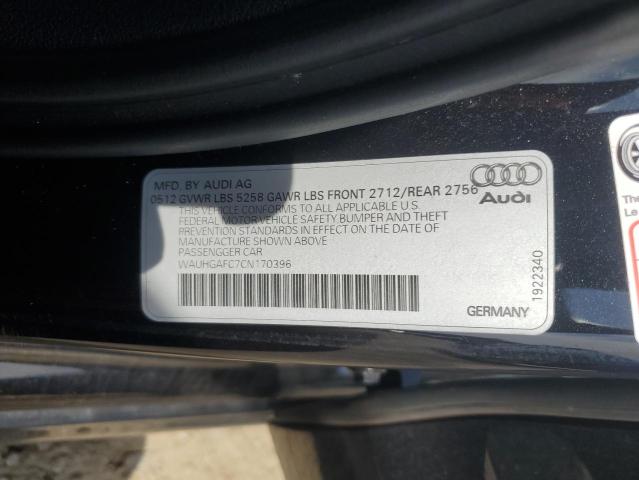 MFD. BY AUDI AG
0512 GVWR LBS 5258 GAWR LBS FRONT 2712/REAR 2756
THIS VEHICLE CONFORMS TO ALL APPLICABLE U.S.
FEDERAL MOTOR VEHICLE SAFETY BUMPER AND THEFT
PREVENTION STANDARDS IN EFFECT ON THE DATE OF
MANUFACTURE SHOWN ABOVE.
PASSENGGER CAR
WAUHGAFC7CN170396
Audi
1922340
GERMANY
The
Le